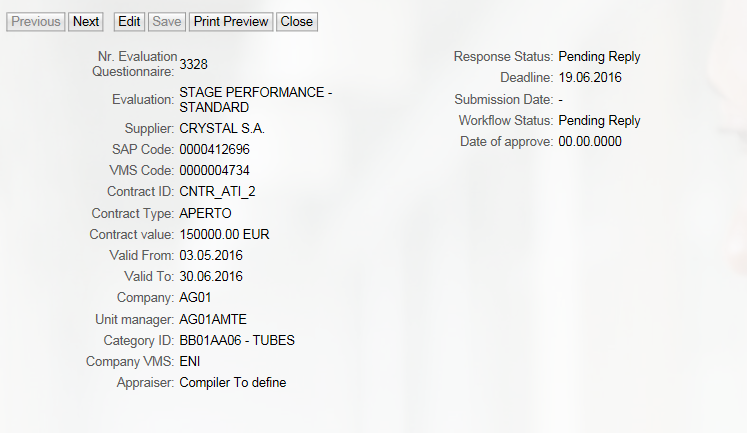 Previous Next Edit Save Print Preview Close
Nr. Evaluation
Questionnaire: 3328
Evaluation: STAGE PERFORMANCE -
STANDARD
Supplier: CRYSTAL S.A.
SAP Code: 0000412696
VMS Code: 0000004734
Contract ID: CNTR_ATI_2
Contract Type: APERTO
Contract value: 150000.00 EUR
Valid From: 03.05.2016
Valid To: 30.06.2016
Company: AG01
Unit manager: AG01AMTE
Category ID: BB01AA06 - TUBES
Company VMS: ENI
Appraiser: Compiler To define
Response Status: Pending Reply
Deadline: 19.06.2016
Submission Date: -
Workflow Status: Pending Reply
Date of approve: 00.00.0000